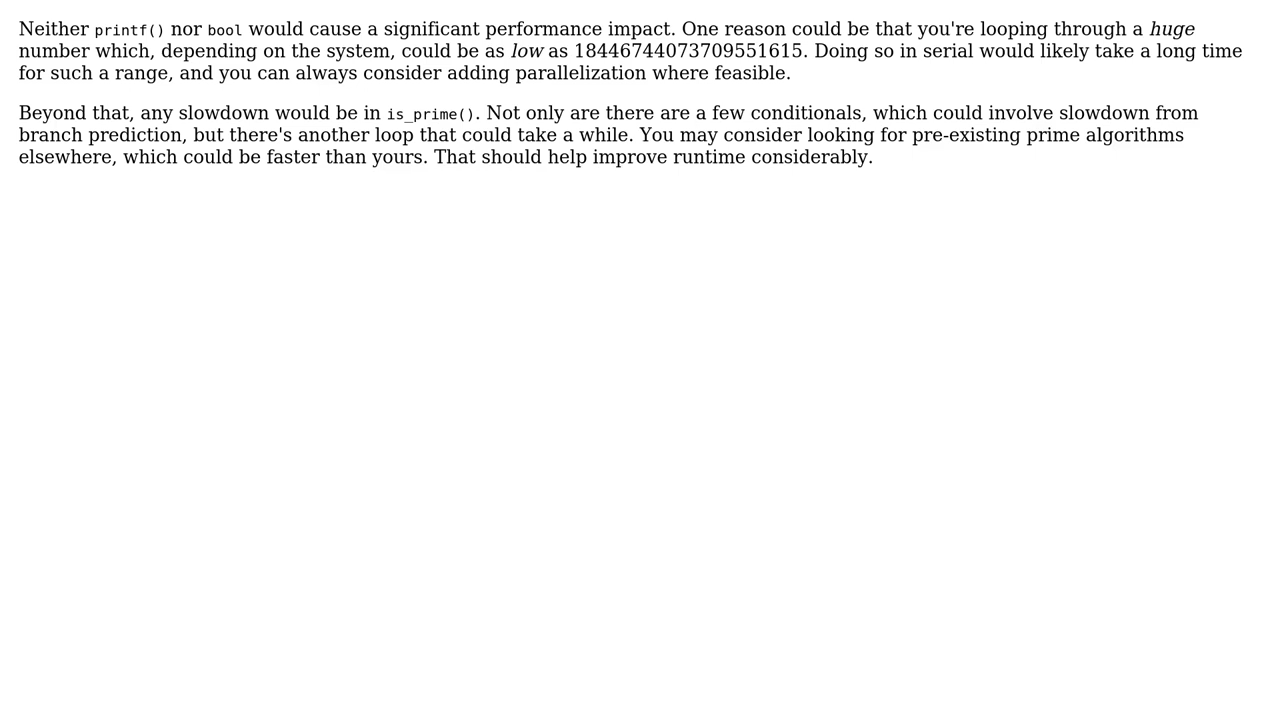 Neither printf() nor bool would cause a significant performance impact. One reason could be that you're looping through a huge
number which, depending on the system, could be as low as 18446744073709551615. Doing so in serial would likely take a long time
for such a range, and you can always consider adding parallelization where feasible.
Beyond that, any slowdown would be in is_prime(). Not only are there are a few conditionals, which could involve slowdown from
branch prediction, but there's another loop that could take a while. You may consider looking for pre-existing prime algorithms
elsewhere, which could be faster than yours. That should help improve runtime considerably.